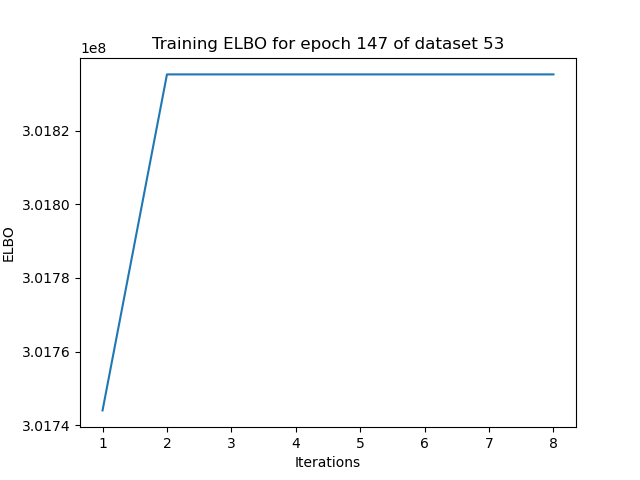 Training ELBO for epoch 147 of dataset 53
1e8
3.0182
3.0180
3.0178
3.0176
3.0174
ELBO
1 2 3 4 5 6 7 8
Iterations